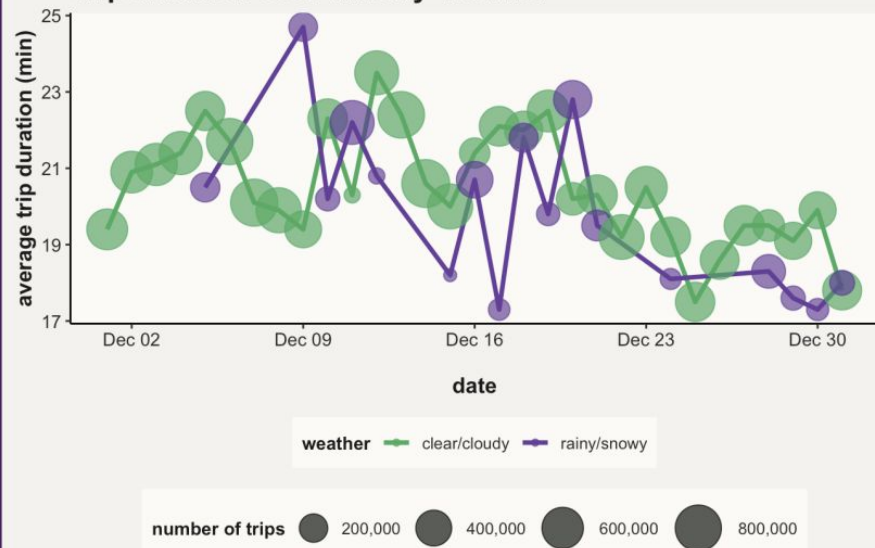 25
23
21
19
17
average trip duration (min)
Dec 02 Dec 09 Dec 16 Dec 23 Dec 30
date
weather clear/cloudy rainy/snowy
number of trips 200,000 400,000 600,000 800,000